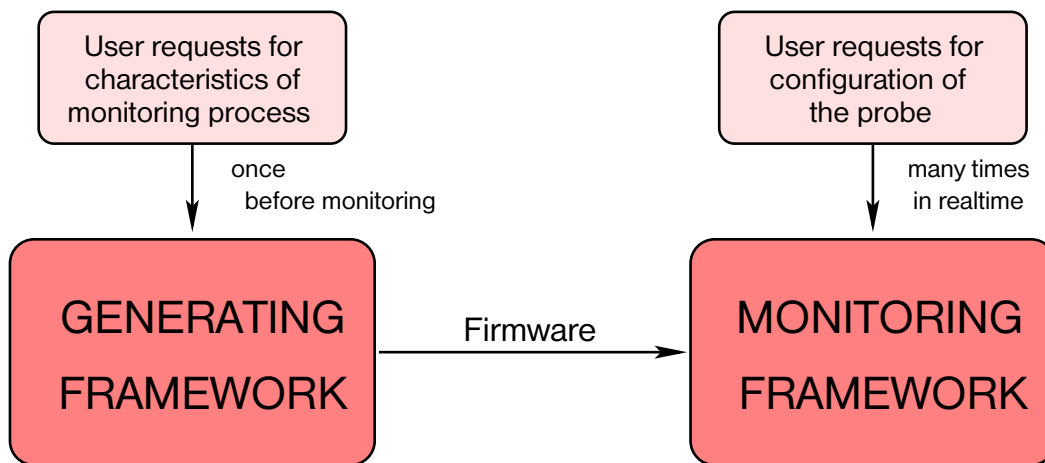 User requests for
characteristics of
monitoring process
User requests for
configuration of
the probe
once
before monitoring
many times
in realtime
GENERATING
FRAMEWORK
Firmware
MONITORING
FRAMEWORK